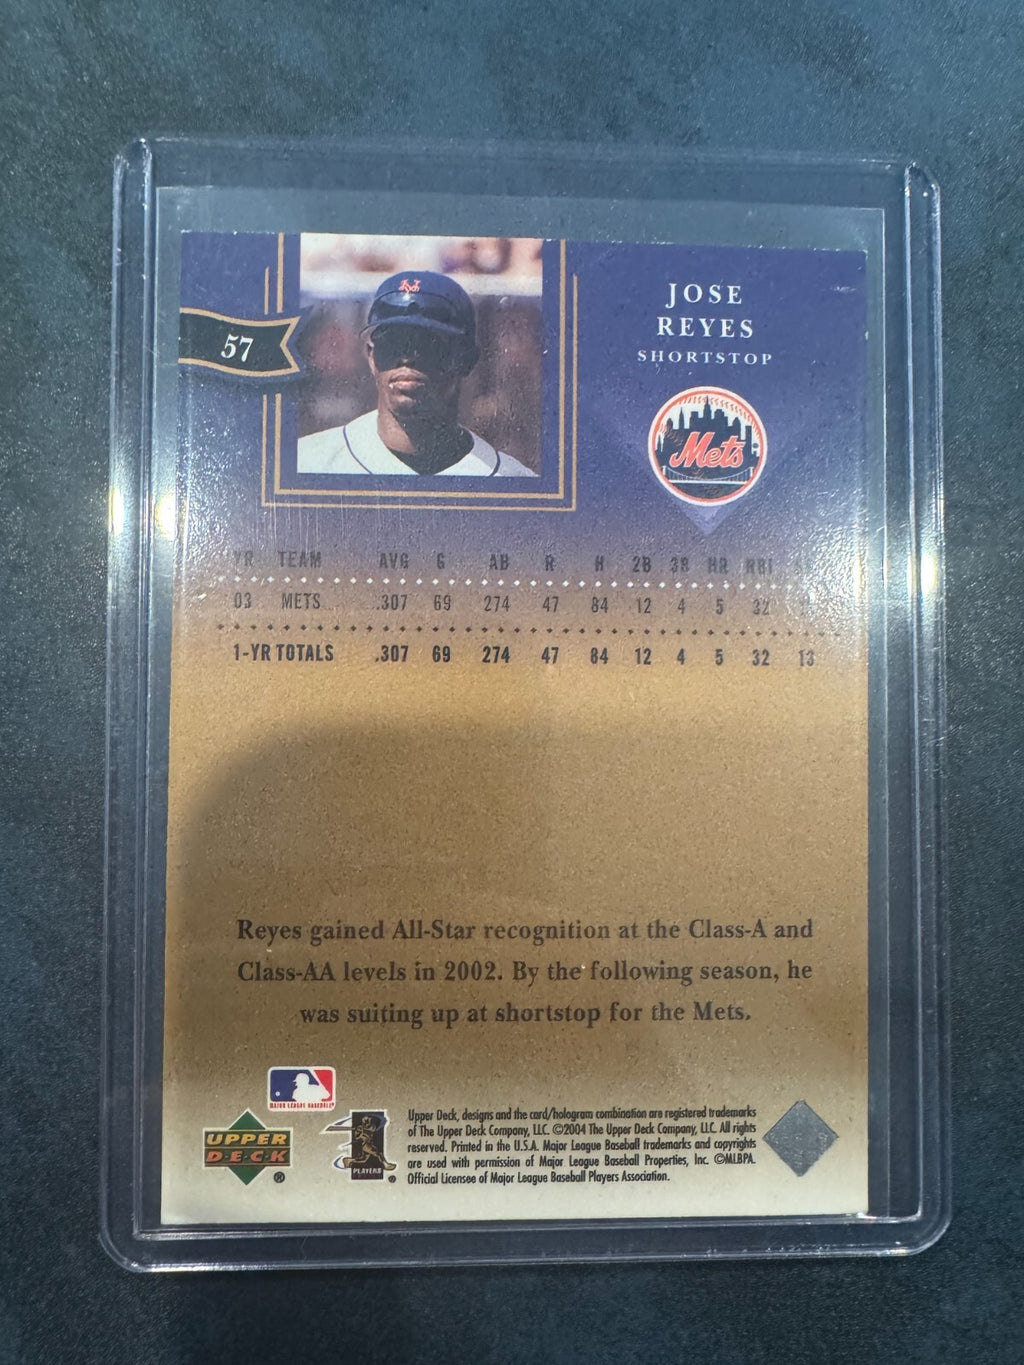 57
JOSE
REYES
SHORTSTOP
NY
Mets
YR TEAM AVG G AB R H 2B 3B HR RBI
03 METS .307 69 274 47 84 12 4 5 32
1-YR TOTALS .307 69 274 47 84 12 4 5 32 13
Reyes gained All-Star recognition at the Class-A and
Class-AA levels in 2002. By the following season, he
was suiting up at shortstop for the Mets.
MAJOR LEAGUE BASEBALL®
UPPER
D·E·C·K
®
PLAYERS
®
Upper Deck, designs and the card/hologram combination are registered trademarks
of The Upper Deck Company, LLC. ©2004 The Upper Deck Company, LLC. All rights
reserved. Printed in the U.S.A. Major League Baseball trademarks and copyrights
are used with permission of Major League Baseball Properties, Inc. ©MLBPA.
Official Licensee of Major League Baseball Players Association.